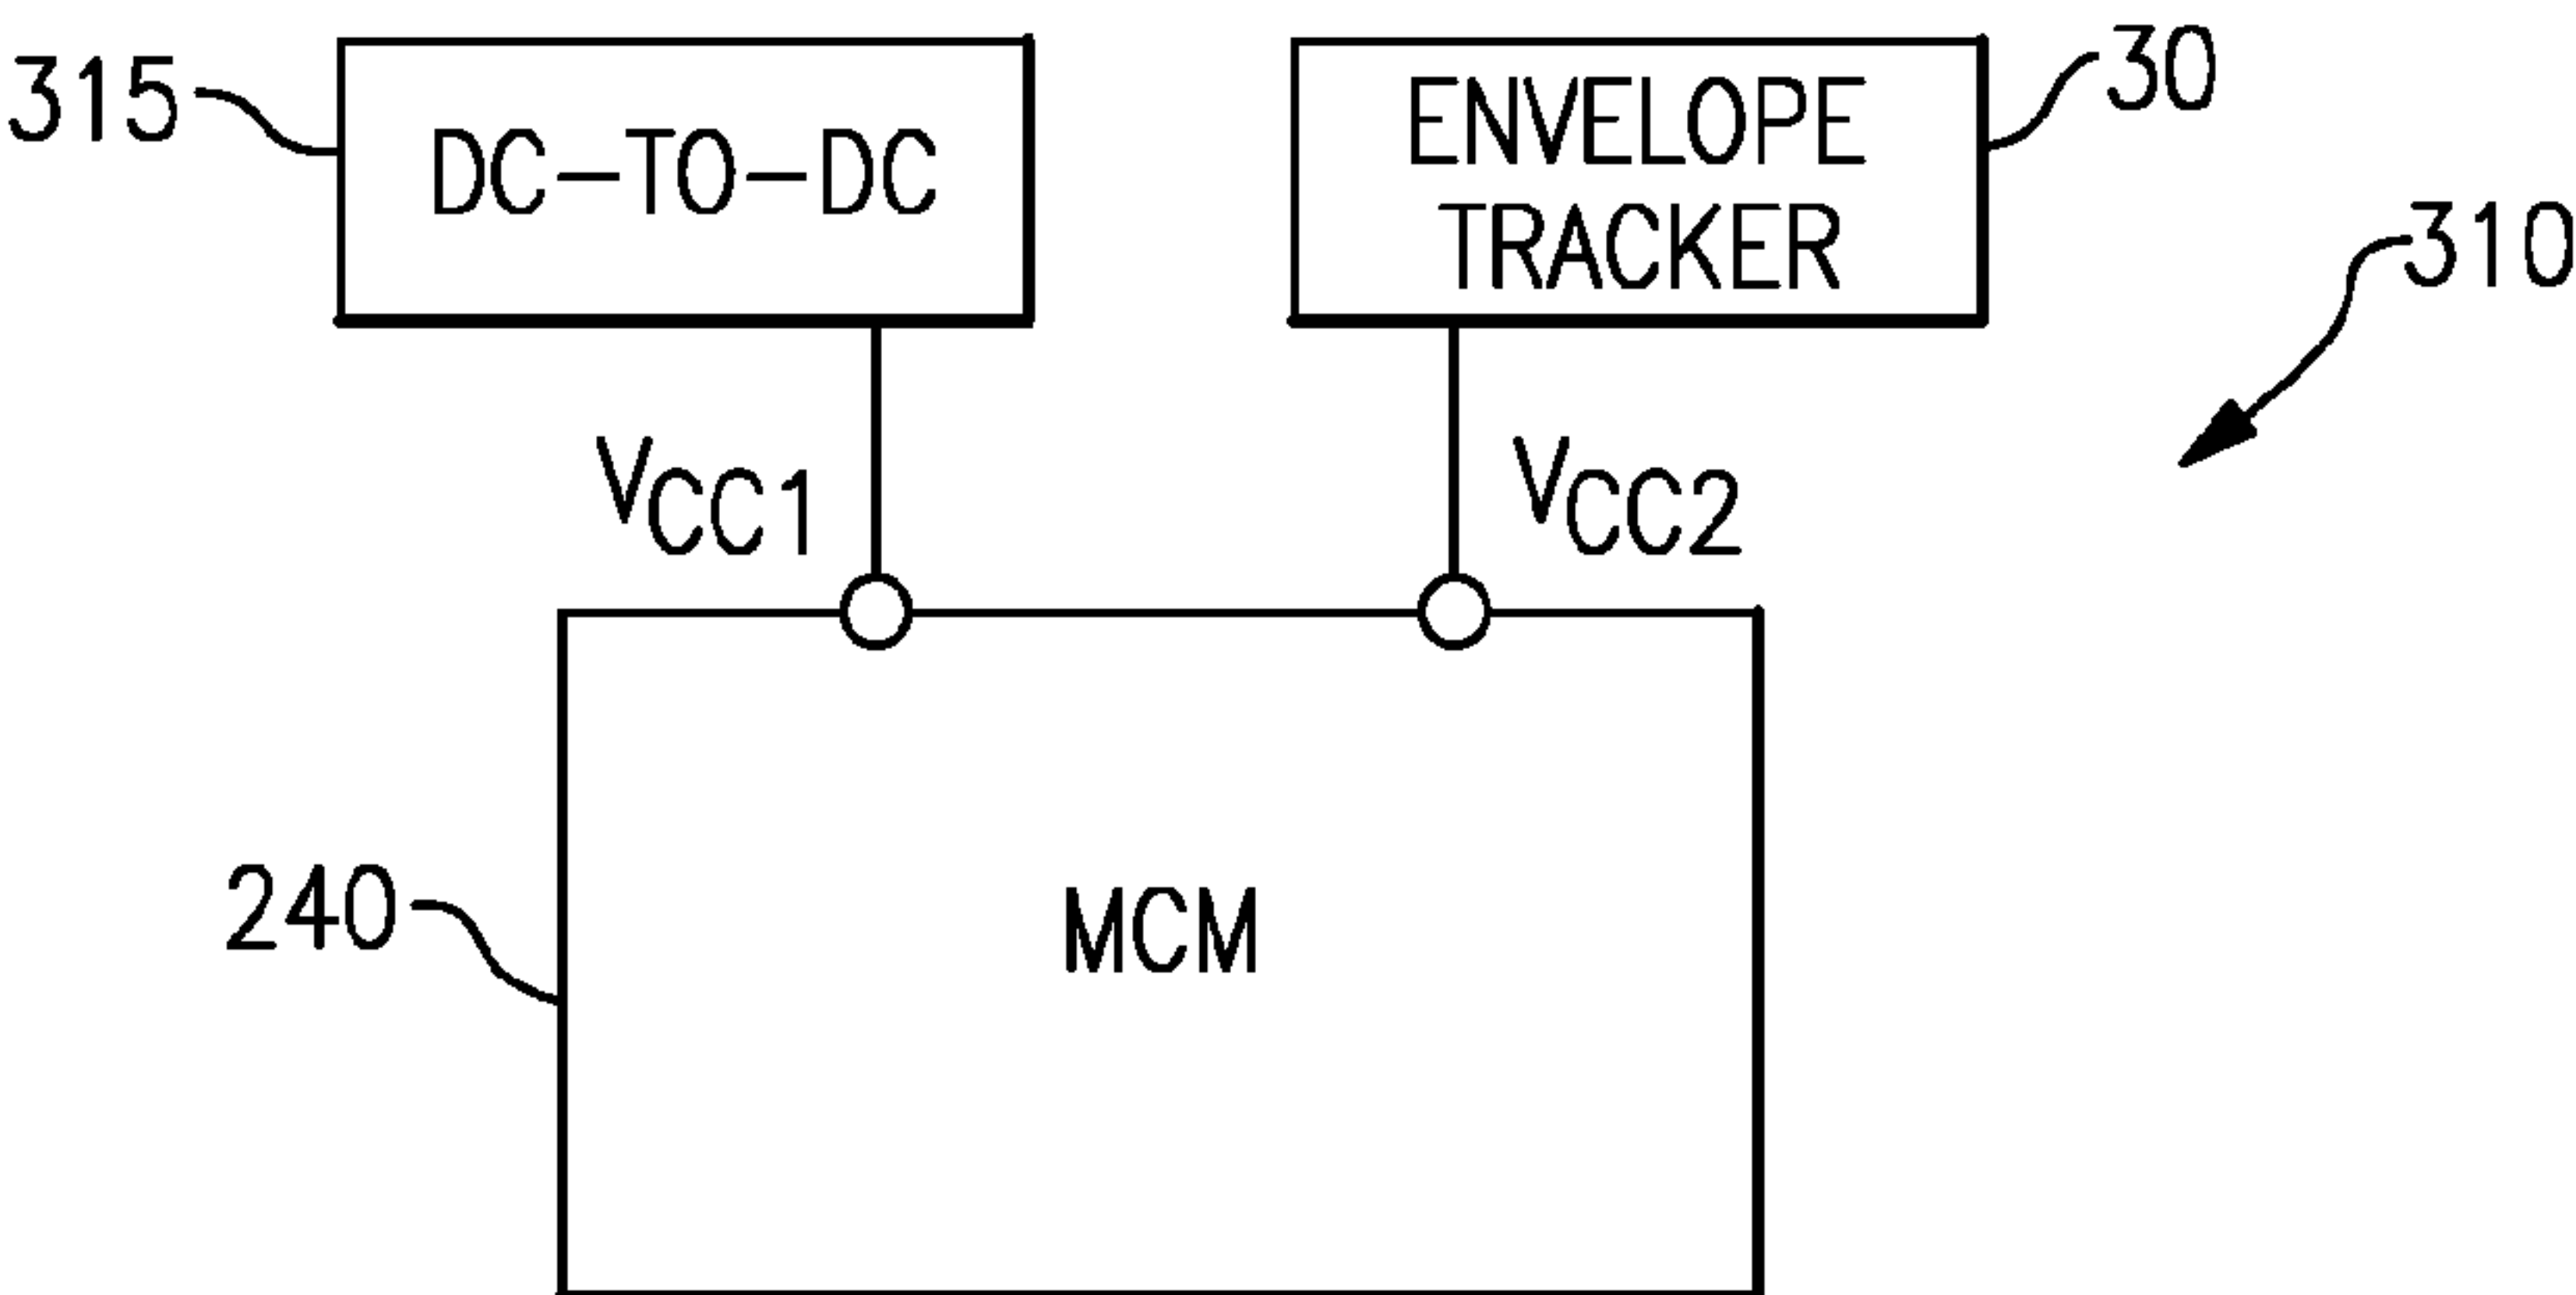 315
DC-TO-DC
ENVELOPE
TRACKER
30
310
VCC1
VCC2
240
MCM